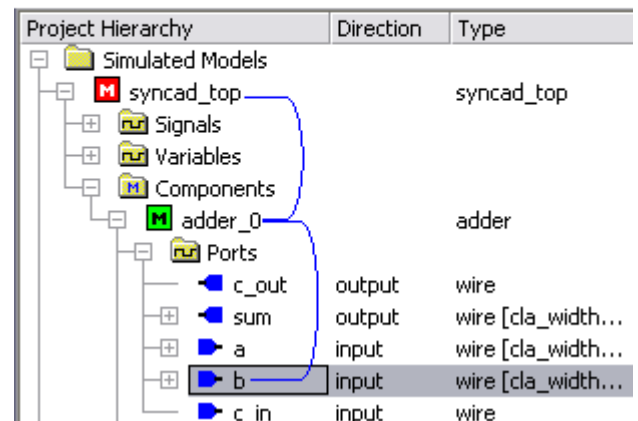 Project Hierarchy Direction Type
Simulated Models
M syncad_top syncad_top
Signals
Variables
M Components
M adder_0 adder
Ports
c_out output wire
sum output wire [cla_width...
a input wire [cla_width...
b input wire [cla_width...
c_in input wire